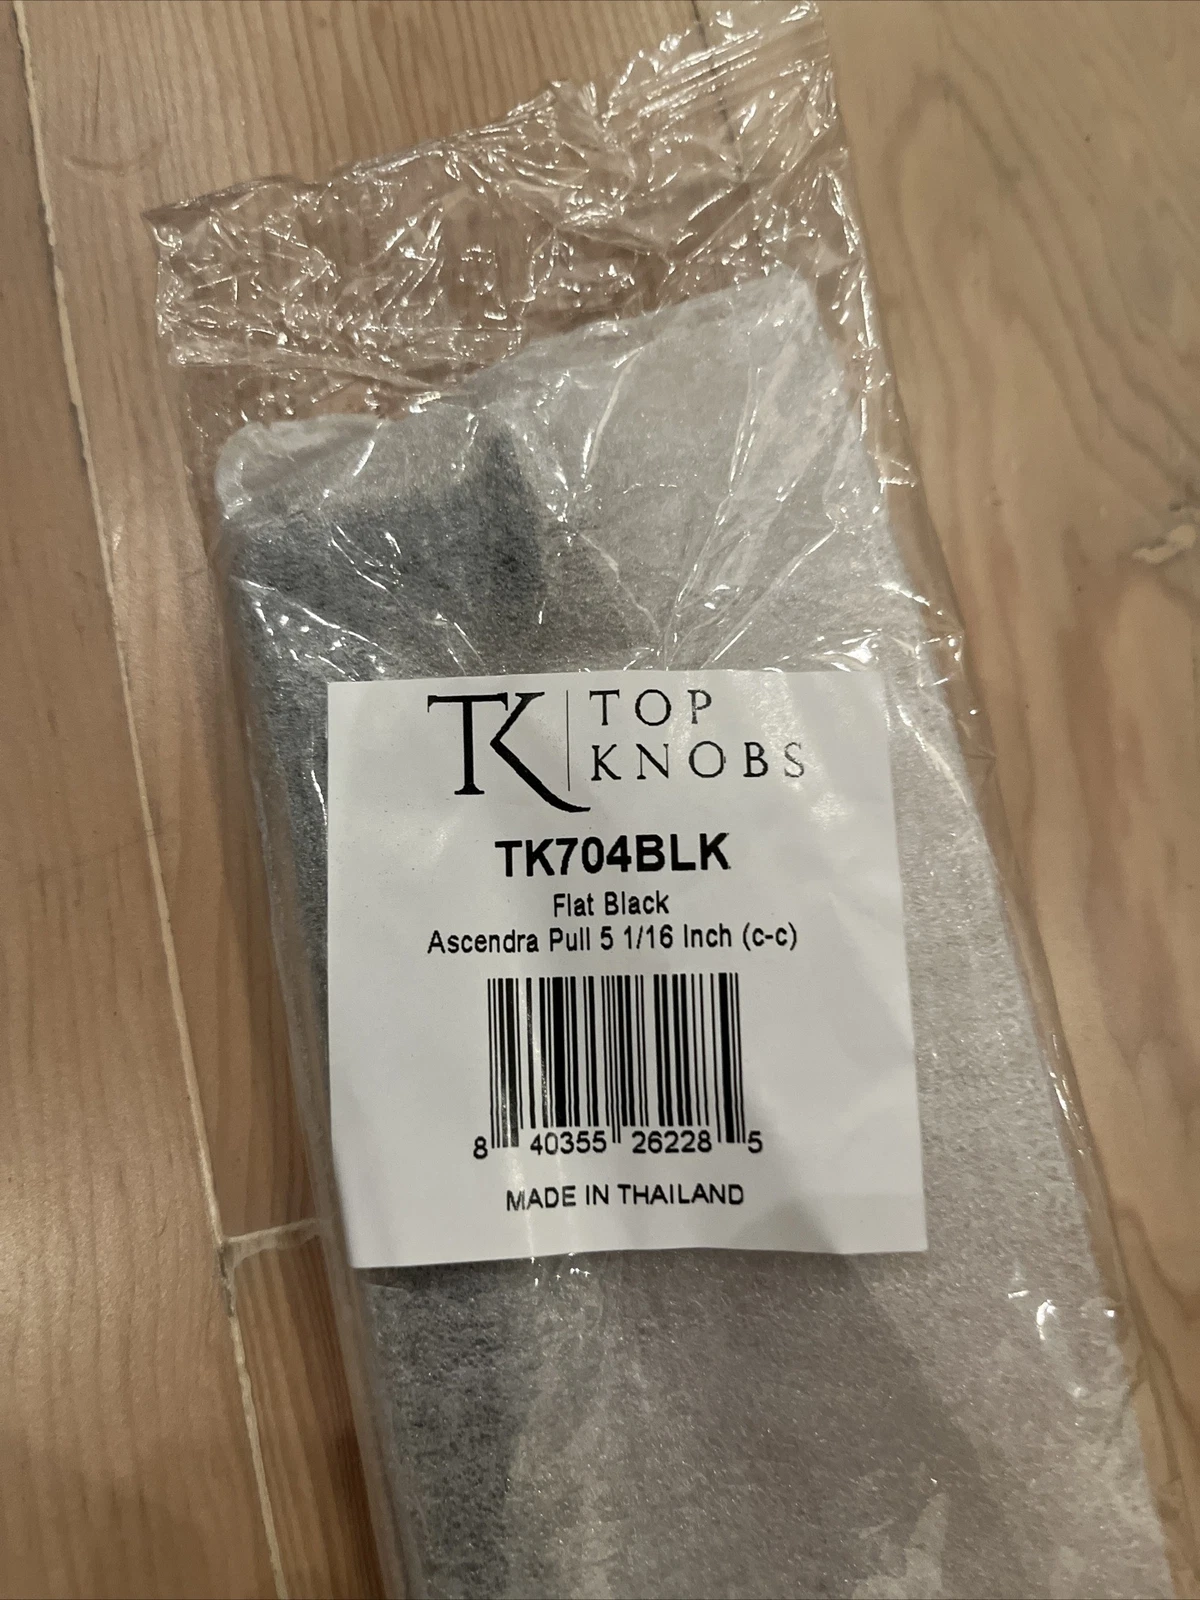 TK TOP
KNOBS
TK704BLK
Flat Black
Ascendra Pull 5 1/16 Inch (c-c)
8 40355 26228 5
MADE IN THAILAND